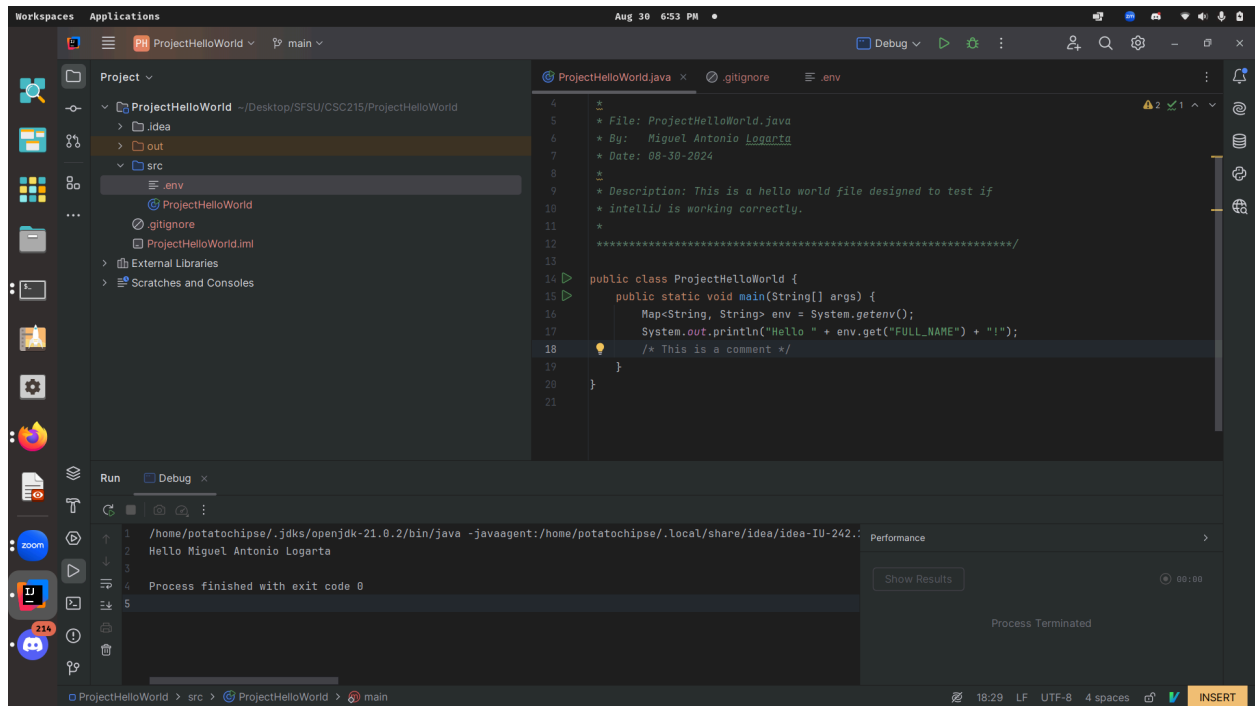 Workspaces Applications
Aug 30 6:53 PM
zm
PH ProjectHelloWorld main
Debug
Project
ProjectHelloWorld ~/Desktop/SFSU/CSC215/ProjectHelloWorld
.idea
out
src
.env
ProjectHelloWorld
.gitignore
ProjectHelloWorld.iml
External Libraries
Scratches and Consoles
ProjectHelloWorld.java .gitignore .env
2 1
4 *
5 * File: ProjectHelloWorld.java
6 * By: Miguel Antonio Logarta
7 * Date: 08-30-2024
8 *
9 * Description: This is a hello world file designed to test if
10 * intelliJ is working correctly.
11 *
12 ***************************************************************/
13
14 public class ProjectHelloWorld {
15 public static void main(String[] args) {
16 Map<String, String> env = System.getenv();
17 System.out.println("Hello " + env.get("FULL_NAME") + "!");
18 /* This is a comment */
19 }
20 }
21
Run Debug
1 /home/potatochipse/.jdks/openjdk-21.0.2/bin/java -javaagent:/home/potatochipse/.local/share/idea/idea-IU-242.
2 Hello Miguel Antonio Logarta
3
4 Process finished with exit code 0
5
Performance
Show Results 00:00
Process Terminated
zoom
IJ
214
ProjectHelloWorld > src > ProjectHelloWorld > main
18:29 LF UTF-8 4 spaces INSERT